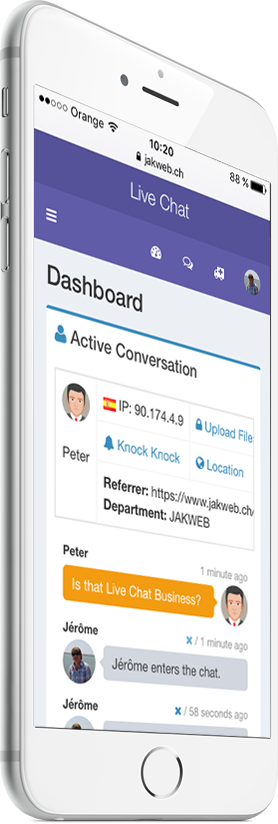 Orange
10:20
88 %
jakweb.ch
Live Chat
Dashboard
Active Conversation
IP: 90.174.4.9
Upload Files
Peter
Knock Knock
Location
Referrer: https://www.jakweb.ch/
Department: JAKWEB
Peter
1 minute ago
Is that Live Chat Business?
Jérôme
x / 1 minute ago
Jérôme enters the chat.
Jérôme
x / 58 seconds ago